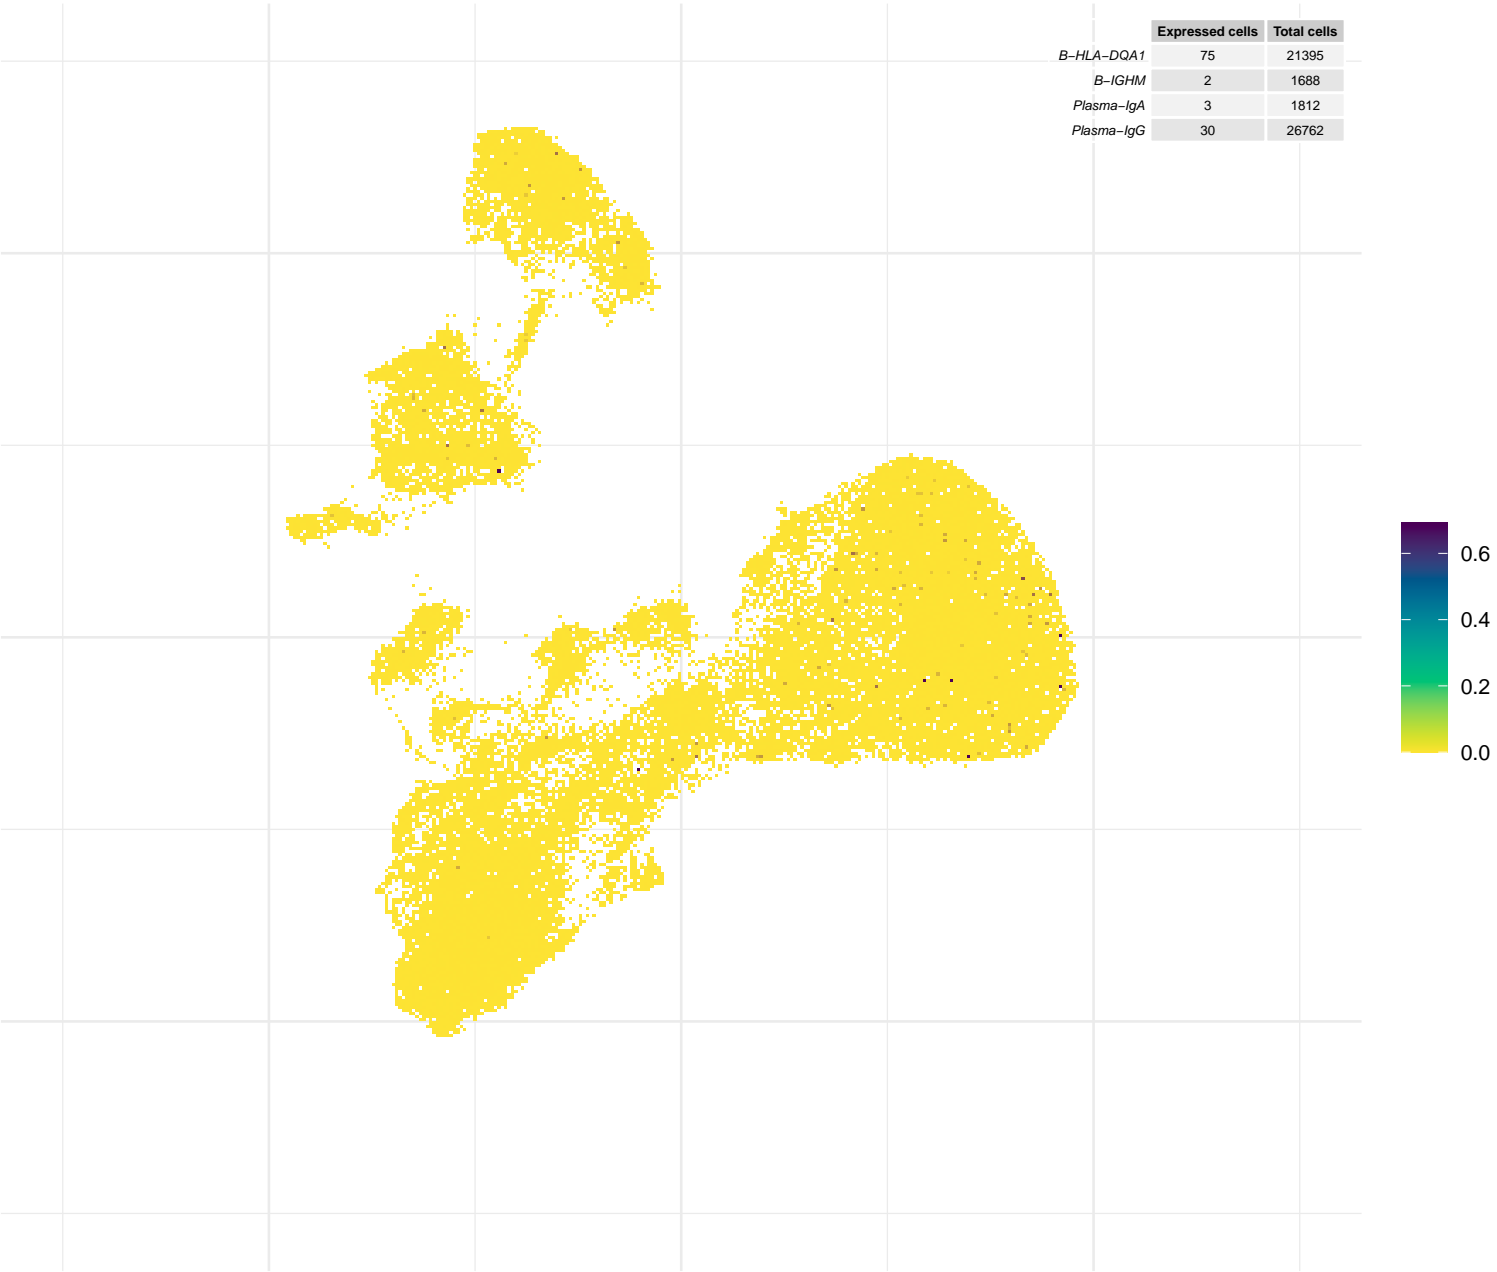 Expressed cells Total cells
B−HLA−DQA1 75 21395
B−IGHM 2 1688
Plasma−IgA 3 1812
Plasma−IgG 30 26762
0.6
0.4
0.2
0.0